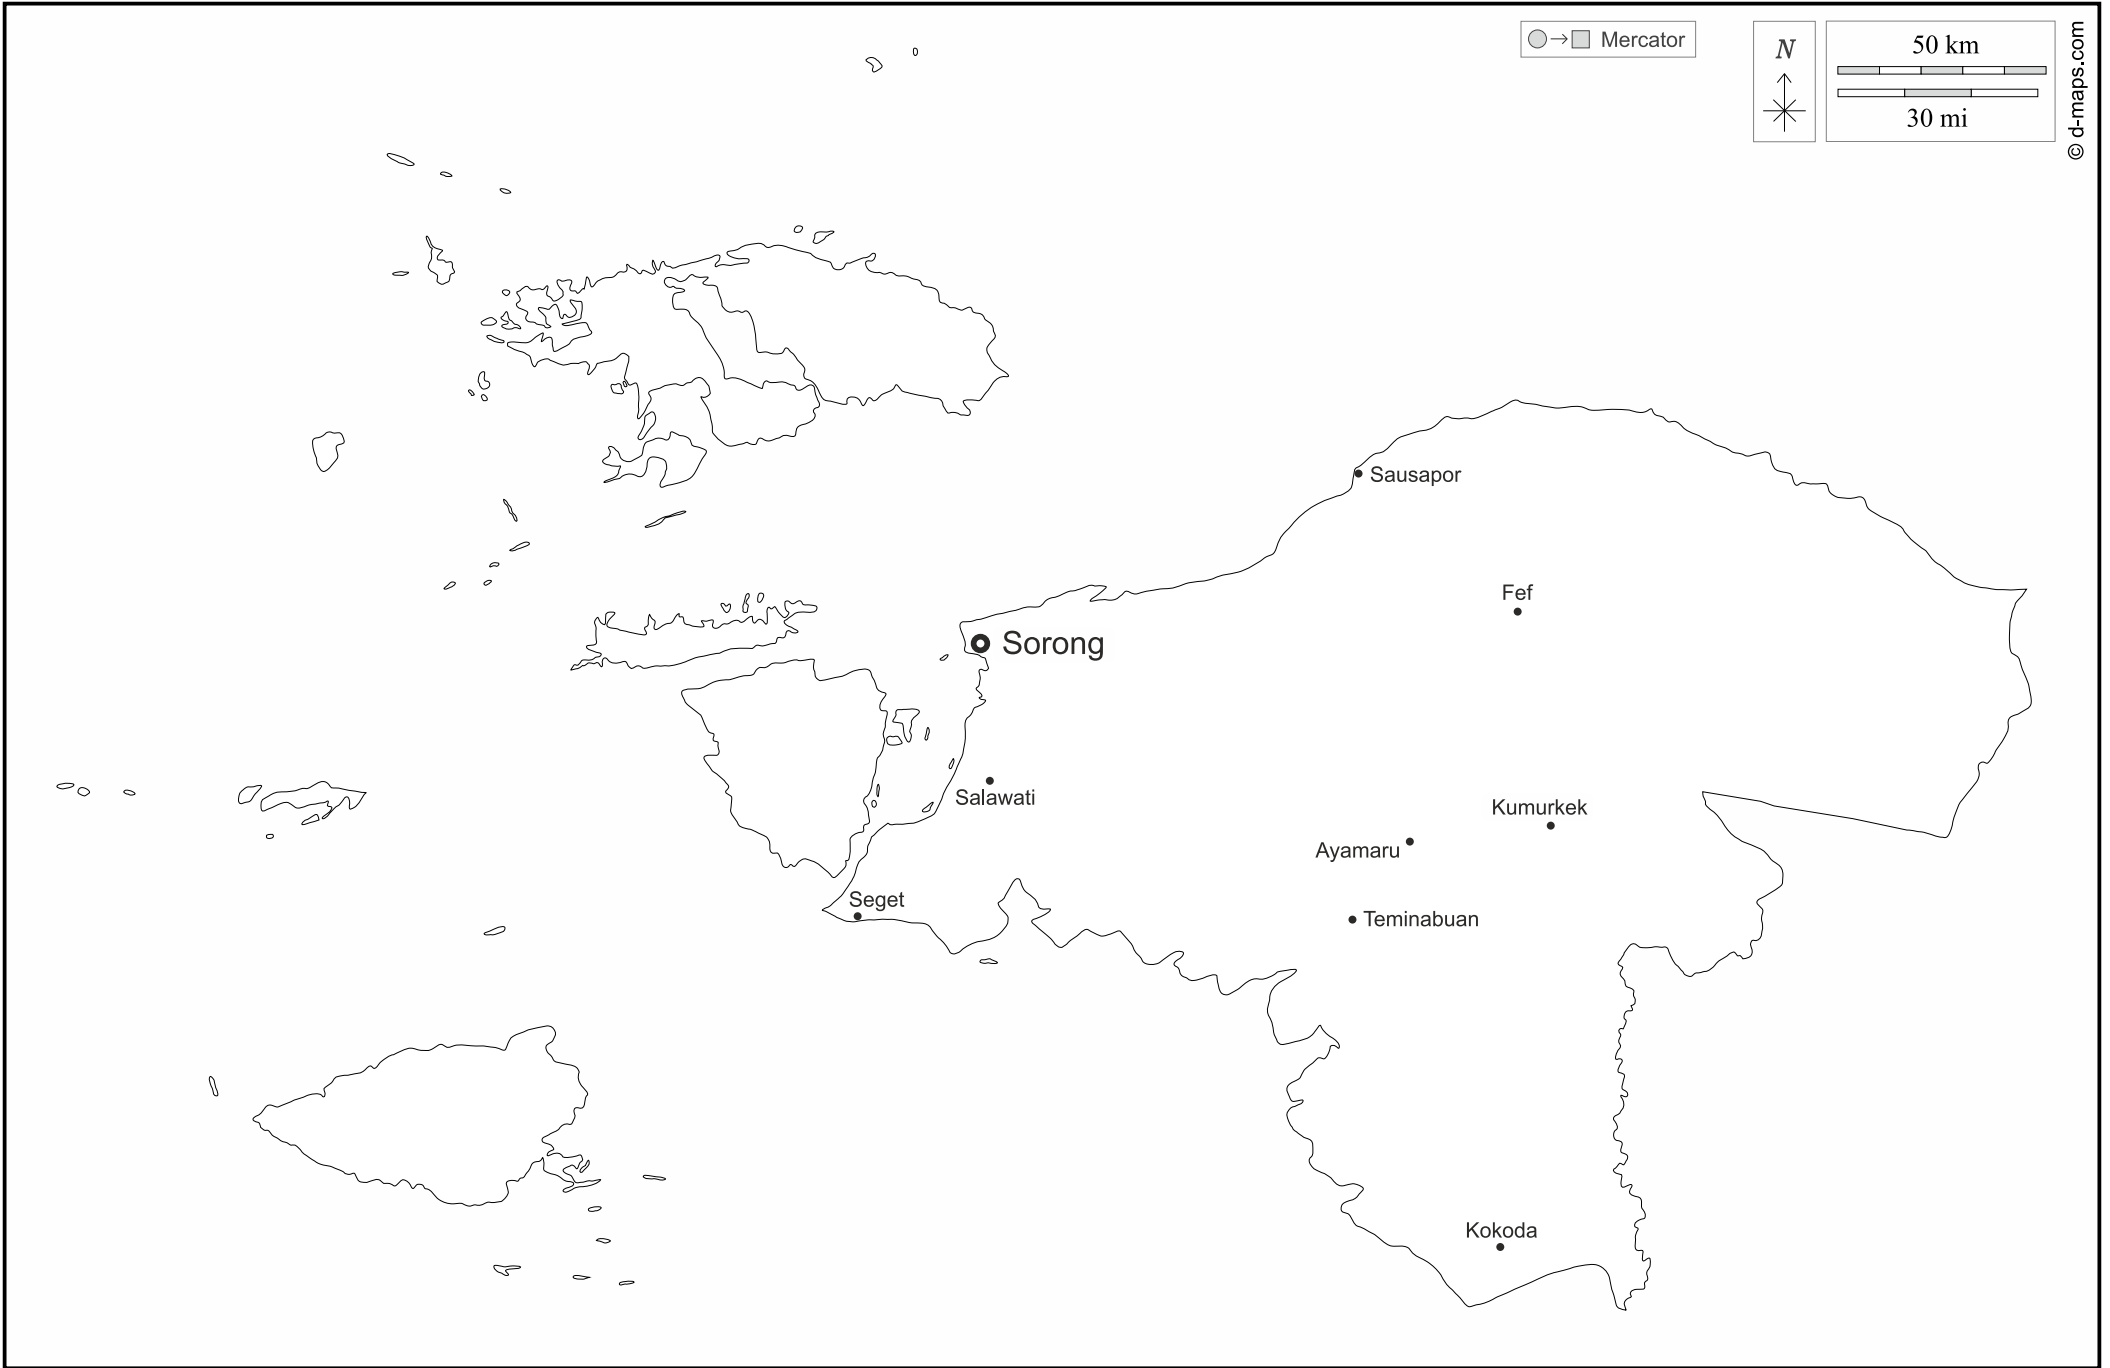 Mercator
N
50 km
30 mi
© d-maps.com
Sausapor
Fef
Sorong
Salawati
Kumurkek
Ayamaru
Seget
Teminabuan
Kokoda